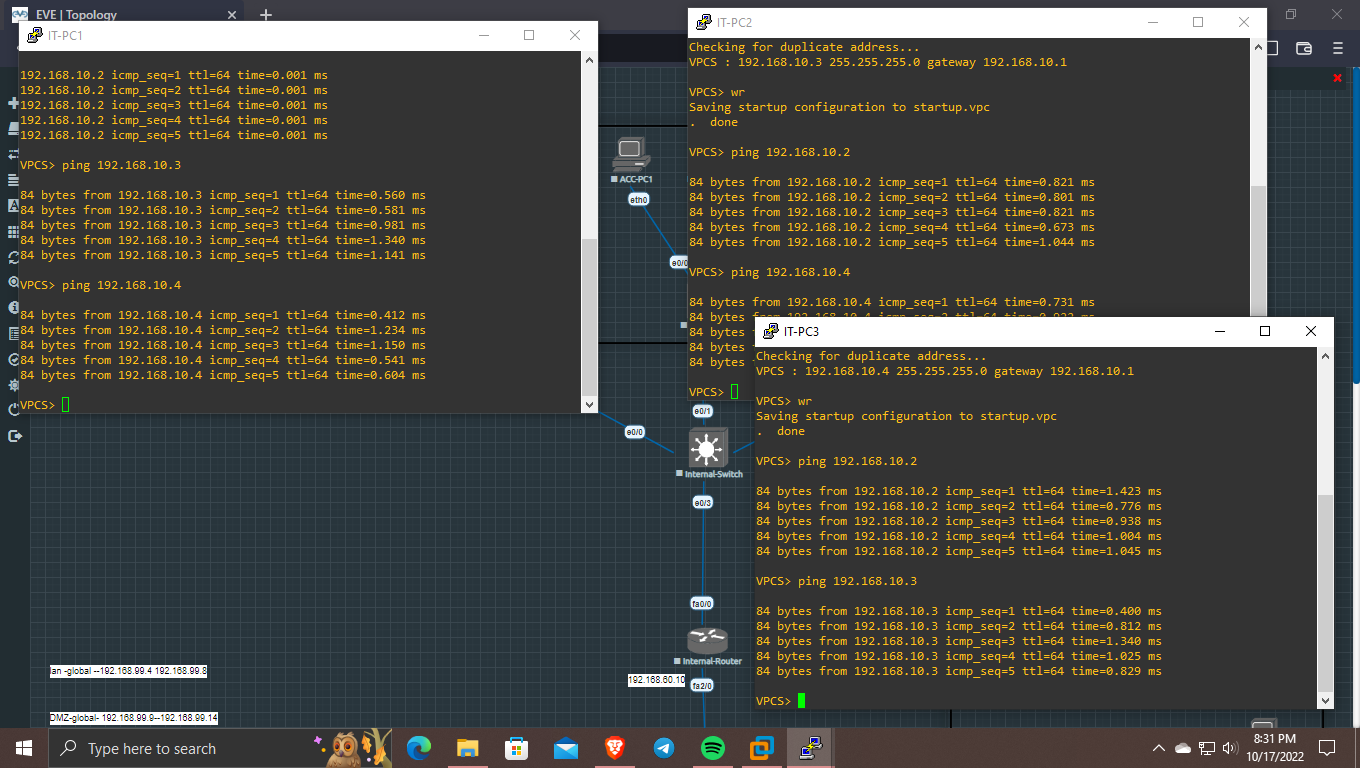 EVE | Topology
IT-PC1
192.168.10.2 icmp_seq=1 ttl=64 time=0.001 ms
192.168.10.2 icmp_seq=2 ttl=64 time=0.001 ms
192.168.10.2 icmp_seq=3 ttl=64 time=0.001 ms
192.168.10.2 icmp_seq=4 ttl=64 time=0.001 ms
192.168.10.2 icmp_seq=5 ttl=64 time=0.001 ms
VPCS> ping 192.168.10.3
84 bytes from 192.168.10.3 icmp_seq=1 ttl=64 time=0.560 ms
84 bytes from 192.168.10.3 icmp_seq=2 ttl=64 time=0.581 ms
84 bytes from 192.168.10.3 icmp_seq=3 ttl=64 time=0.981 ms
84 bytes from 192.168.10.3 icmp_seq=4 ttl=64 time=1.340 ms
84 bytes from 192.168.10.3 icmp_seq=5 ttl=64 time=1.141 ms
VPCS> ping 192.168.10.4
84 bytes from 192.168.10.4 icmp_seq=1 ttl=64 time=0.412 ms
84 bytes from 192.168.10.4 icmp_seq=2 ttl=64 time=1.234 ms
84 bytes from 192.168.10.4 icmp_seq=3 ttl=64 time=1.150 ms
84 bytes from 192.168.10.4 icmp_seq=4 ttl=64 time=0.541 ms
84 bytes from 192.168.10.4 icmp_seq=5 ttl=64 time=0.604 ms
VPCS>
IT-PC2
Checking for duplicate address...
VPCS : 192.168.10.3 255.255.255.0 gateway 192.168.10.1
VPCS> wr
Saving startup configuration to startup.vpc
. done
VPCS> ping 192.168.10.2
84 bytes from 192.168.10.2 icmp_seq=1 ttl=64 time=0.821 ms
84 bytes from 192.168.10.2 icmp_seq=2 ttl=64 time=0.801 ms
84 bytes from 192.168.10.2 icmp_seq=3 ttl=64 time=0.821 ms
84 bytes from 192.168.10.2 icmp_seq=4 ttl=64 time=0.673 ms
84 bytes from 192.168.10.2 icmp_seq=5 ttl=64 time=1.044 ms
VPCS> ping 192.168.10.4
84 bytes from 192.168.10.4 icmp_seq=1 ttl=64 time=0.731 ms
84 bytes
84 bytes
84 bytes
84 bytes
VPCS>
IT-PC3
Checking for duplicate address...
VPCS : 192.168.10.4 255.255.255.0 gateway 192.168.10.1
VPCS> wr
Saving startup configuration to startup.vpc
. done
VPCS> ping 192.168.10.2
84 bytes from 192.168.10.2 icmp_seq=1 ttl=64 time=1.423 ms
84 bytes from 192.168.10.2 icmp_seq=2 ttl=64 time=0.776 ms
84 bytes from 192.168.10.2 icmp_seq=3 ttl=64 time=0.938 ms
84 bytes from 192.168.10.2 icmp_seq=4 ttl=64 time=1.004 ms
84 bytes from 192.168.10.2 icmp_seq=5 ttl=64 time=1.045 ms
VPCS> ping 192.168.10.3
84 bytes from 192.168.10.3 icmp_seq=1 ttl=64 time=0.400 ms
84 bytes from 192.168.10.3 icmp_seq=2 ttl=64 time=0.812 ms
84 bytes from 192.168.10.3 icmp_seq=3 ttl=64 time=1.340 ms
84 bytes from 192.168.10.3 icmp_seq=4 ttl=64 time=1.025 ms
84 bytes from 192.168.10.3 icmp_seq=5 ttl=64 time=0.829 ms
VPCS>
ACC-PC1
eth0
e0/0
e0/1
e0/0
Internal-Switch
e0/3
fa0/0
Internal-Router
192.168.60.10
fa2/0
lan -global --192.168.99.4 192.168.99.8
DMZ-global- 192.168.99.9--192.168.99.14
Type here to search
8:31 PM
10/17/2022